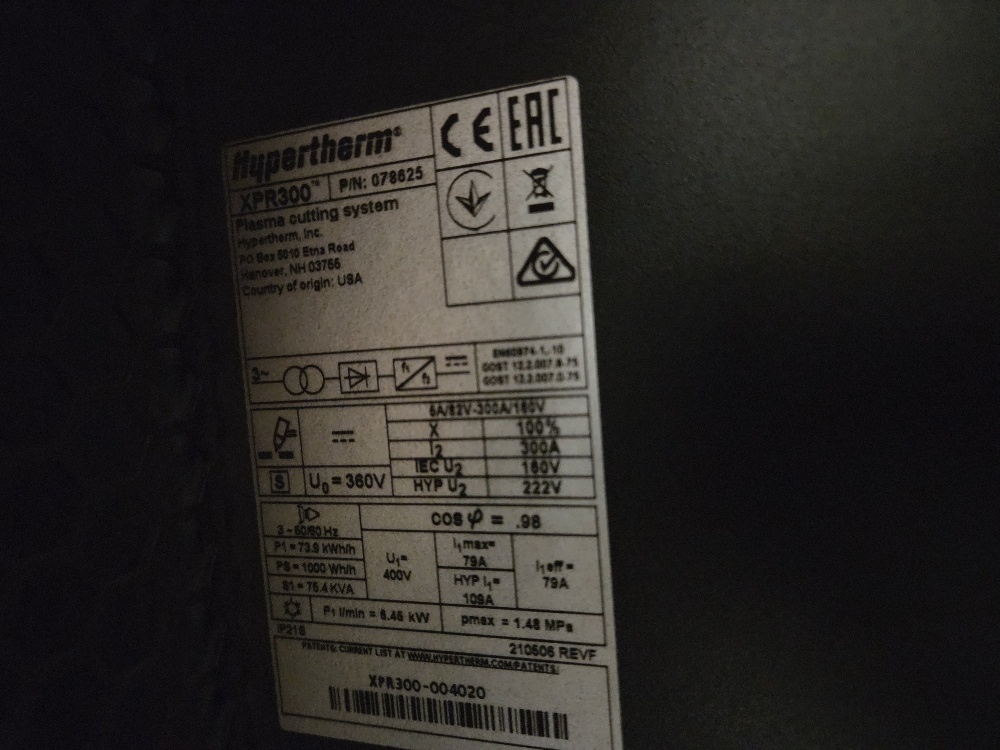 Hypertherm®
CE
EAC
XPR300™
P/N: 078625
Plasma cutting system
Hypertherm, Inc.
PO Box 5010 Etna Road
Hanover, NH 03755
Country of origin: USA
3~
f1
f2
EN60974-1,-10
GOST 12.2.007.8-75
GOST 12.2.007.0-75
S
U0 = 360V
X
100%
I2
300A
IEC U2
160V
HYP U2
222V
3 ~ 50/60 Hz
P1 = 73.9 kWh/h
PS = 1000 Wh/h
S1 = 75.4 KVA
COS φ = .98
U1=
400V
I1max=
79A
HYP I1=
109A
I1eff =
79A
P1 l/min = 6.45 kW
pmax = 1.48 MPa
210606 REVF
PATENTS: CURRENT LIST AT WWW.HYPERTHERM.COM/PATENTS/
XPR300-004020